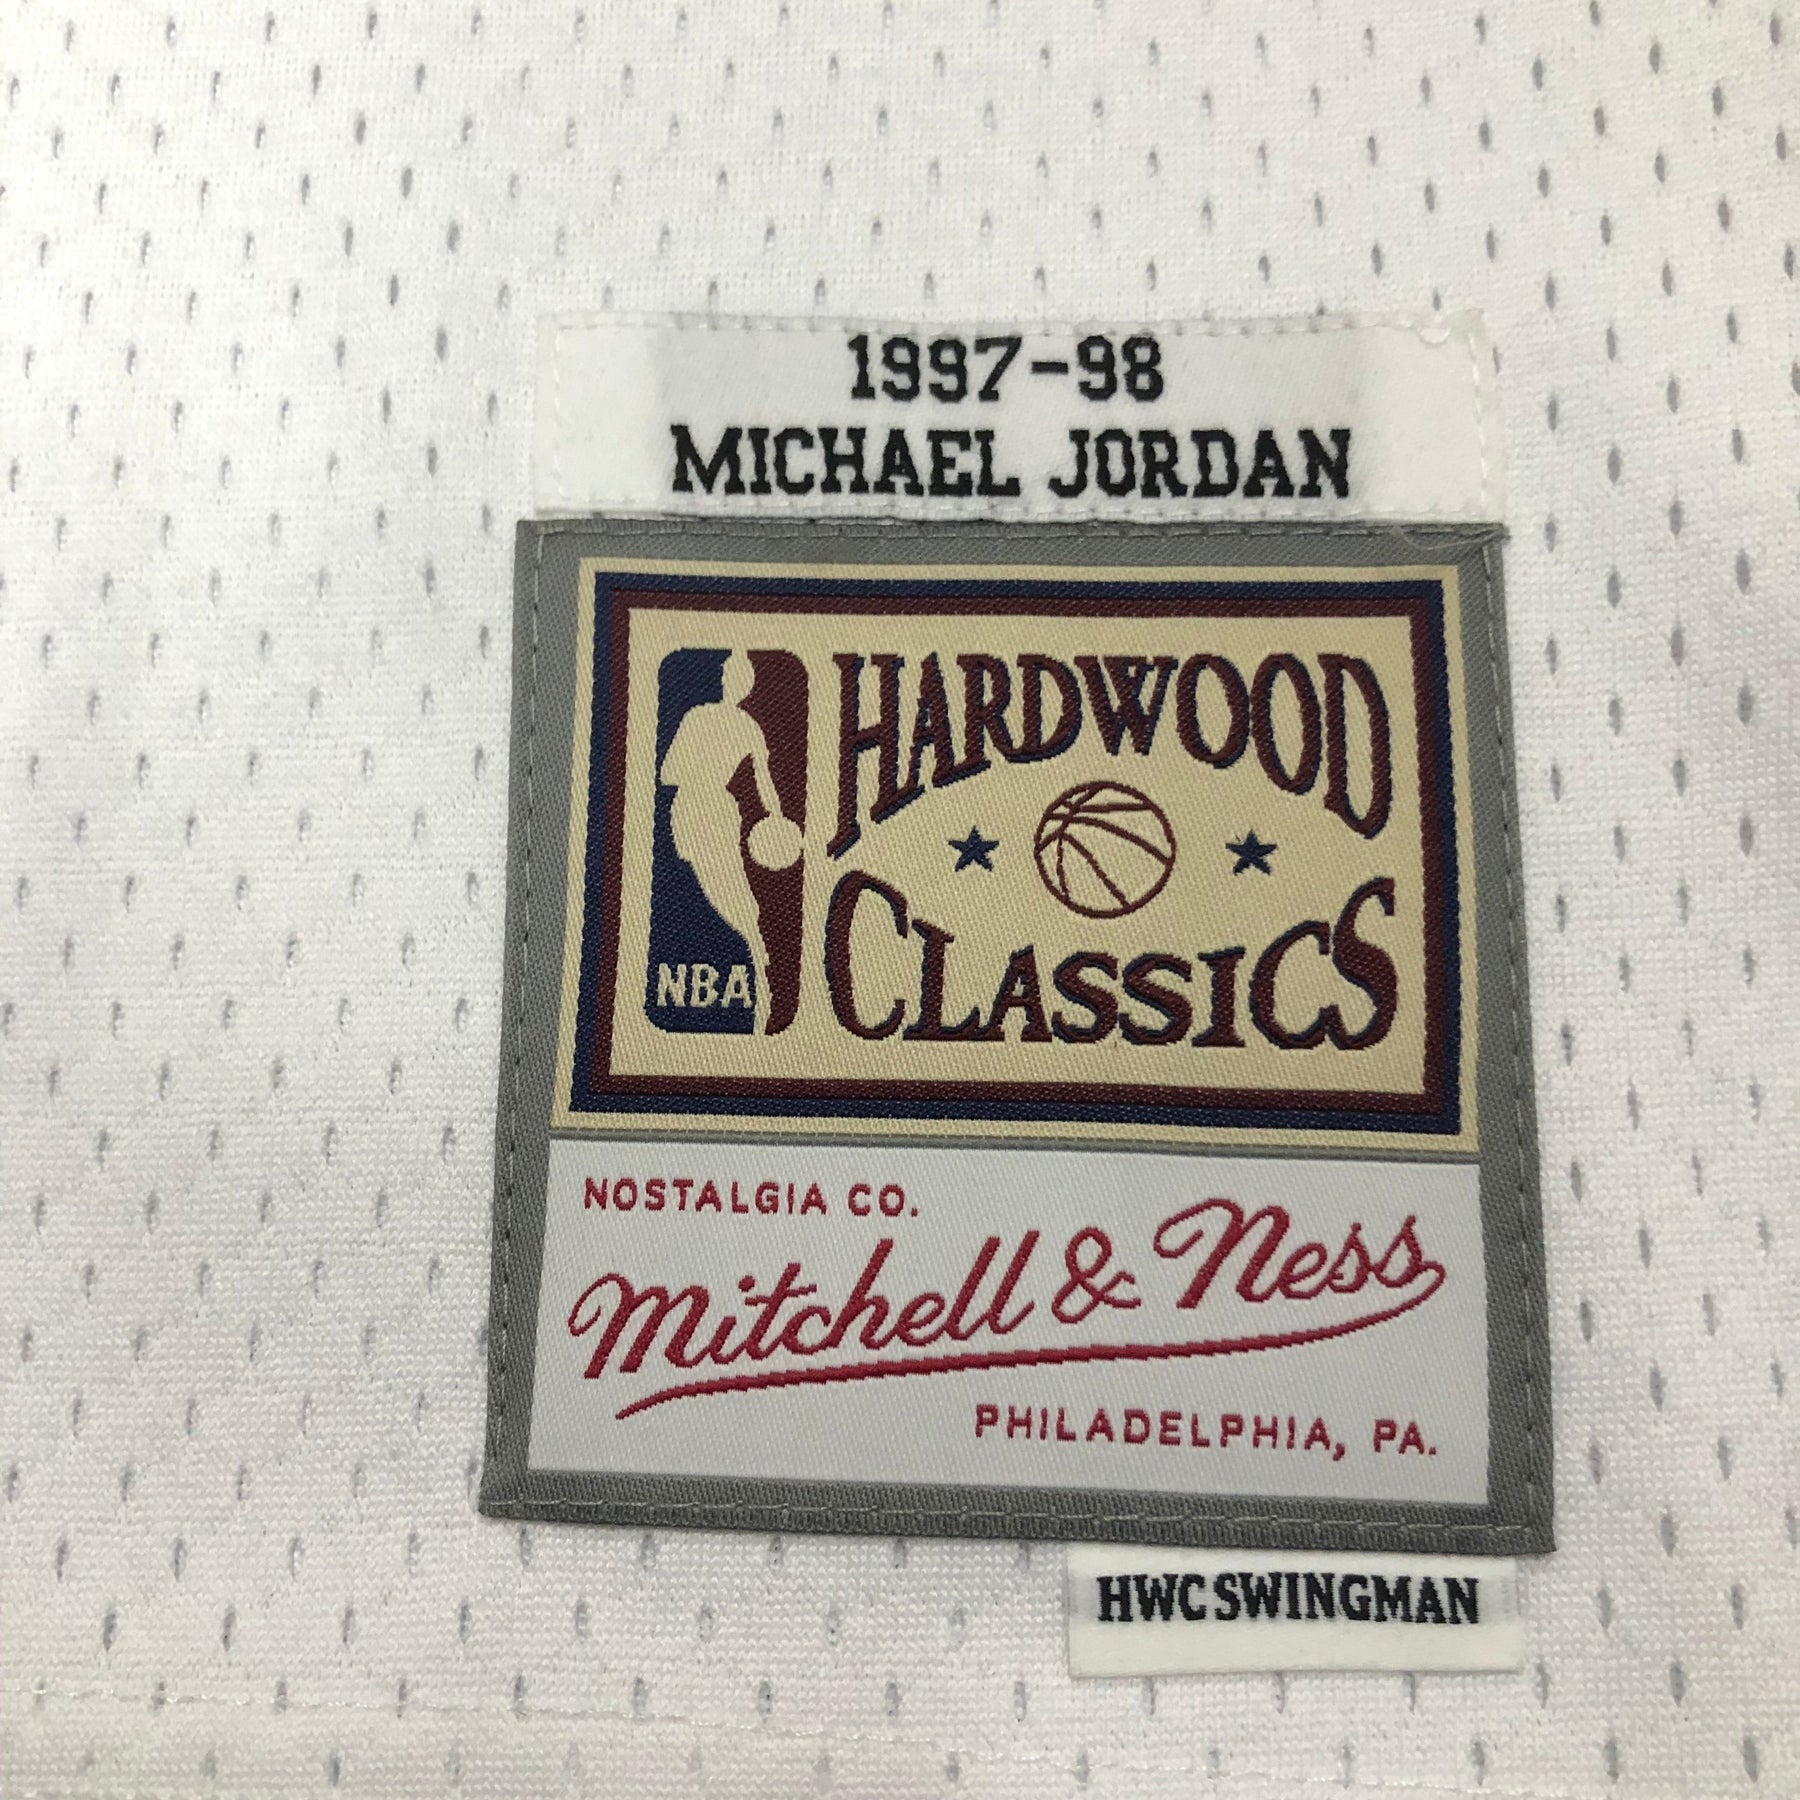 1997-98
MICHAEL JORDAN
HARDWOOD
CLASSICS
NBA
NOSTALGIA CO.
Mitchell & Ness
PHILADELPHIA, PA.
HWC SWINGMAN